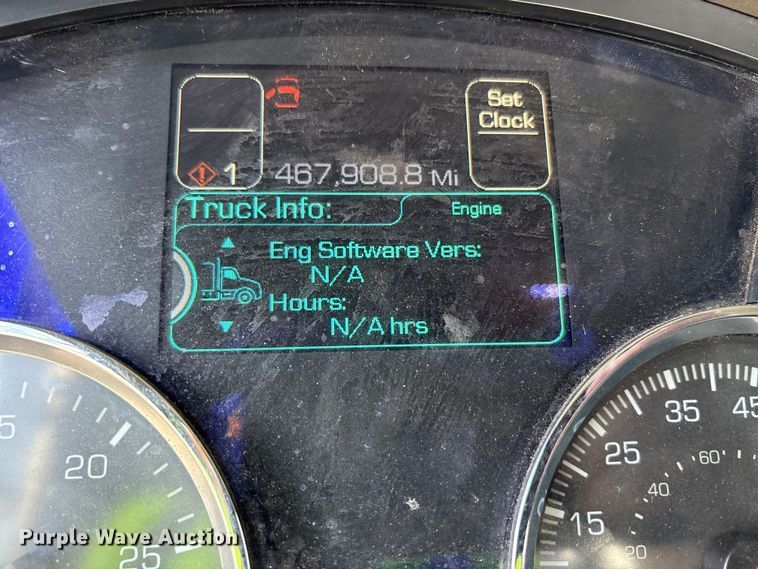 Set
Clock
! 1 467,908.8 Mi
Truck Info: Engine
Eng Software Vers:
N/A
Hours:
N/A hrs
20
25
15
25
35
45
20
40
60
Purple Wave Auction